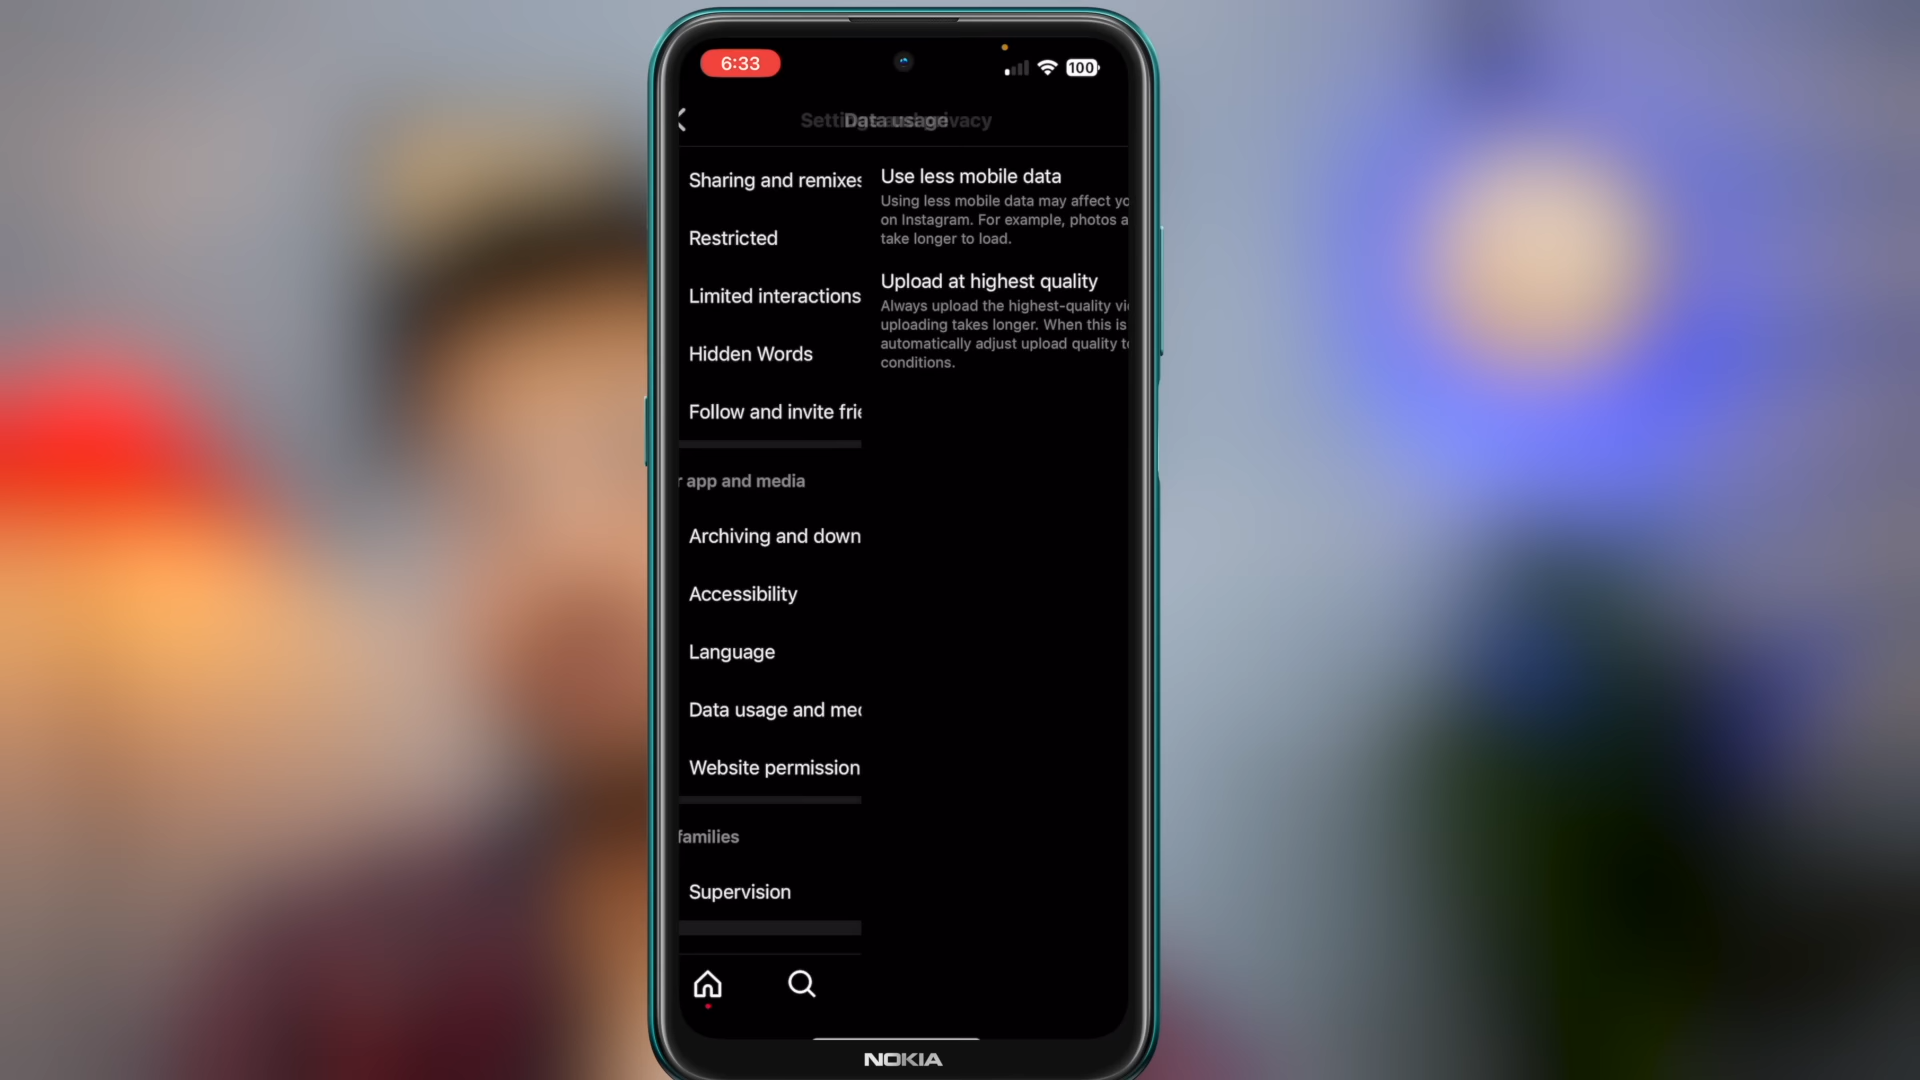 6:33
100
Settings and privacy
Data usage
Sharing and remixes
Restricted
Limited interactions
Hidden Words
Follow and invite frie
r app and media
Archiving and down
Accessibility
Language
Data usage and med
Website permission
families
Supervision
Use less mobile data
Using less mobile data may affect yo
on Instagram. For example, photos a
take longer to load.
Upload at highest quality
Always upload the highest-quality vi
uploading takes longer. When this is
automatically adjust upload quality t
conditions.
NOKIA